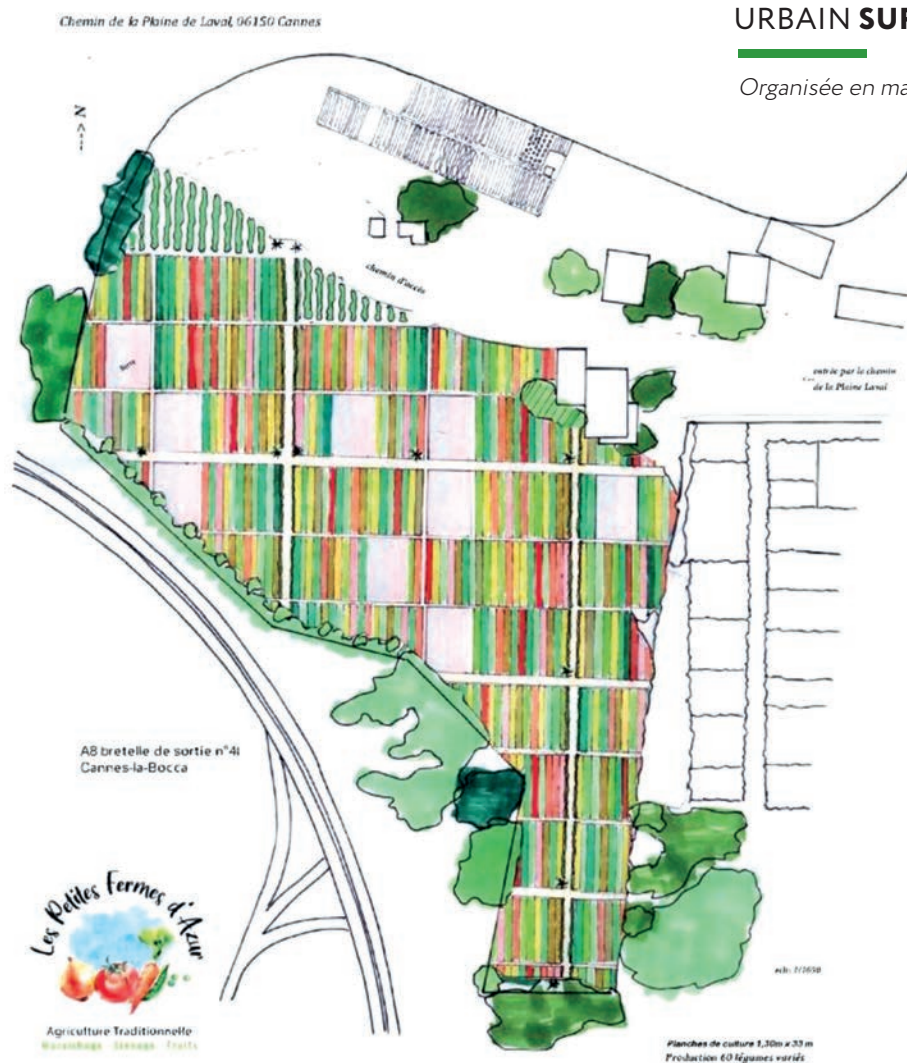 Chemin de la Plaine de Laval, 06150 Cannes
URBAIN SUR
Organisée en ma
N
chemin d'accès
entrée par le chemin
de la Plaine Laval
A8 bretelle de sortie n°41
Cannes-la-Bocca
Les Petites Fermes d'Azur
Agriculture Traditionnelle
Maraîchage Fruits
Planches de culture 1,30m x 33 m
Production 60 légumes variés